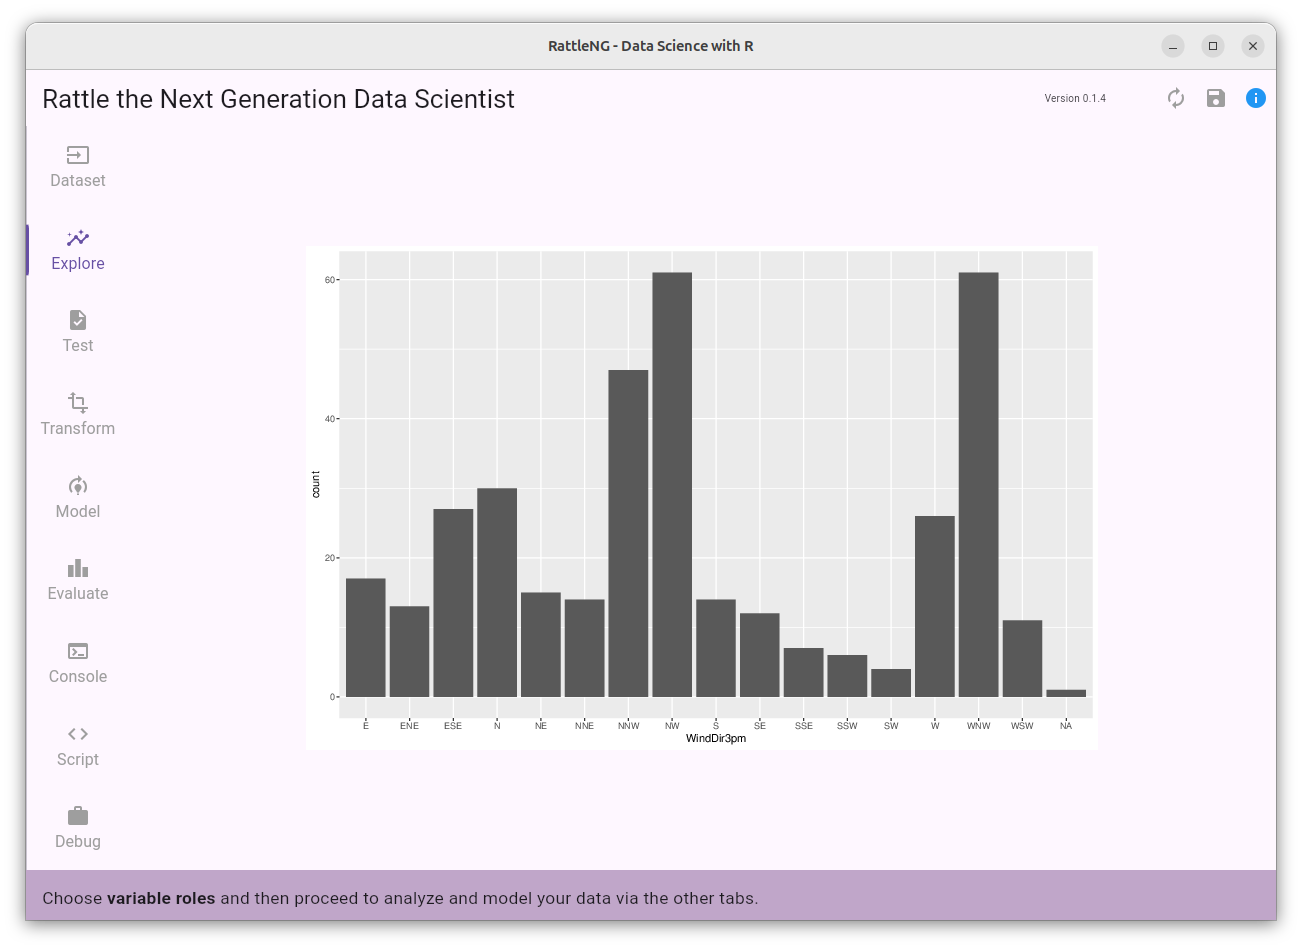 RattleNG - Data Science with R
Rattle the Next Generation Data Scientist
Version 0.1.4
Dataset
Explore
Test
Transform
Model
Evaluate
Console
Script
Debug
60
40
20
0
count
E ENE ESE N NE NNE NNW NW S SE SSE SSW SW W WNW WSW NA
WindDir3pm
Choose variable roles and then proceed to analyze and model your data via the other tabs.